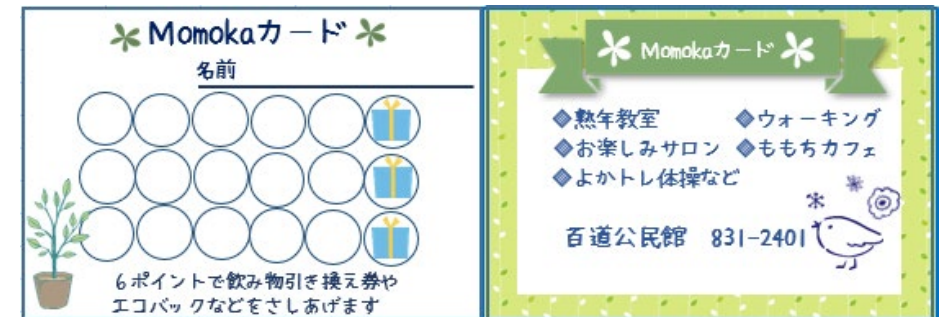 Momokaカード
名前
6ポイントで飲み物引き換え券や
エコバックなどをさしあげます
Momokaカード
◆熟年教室 ◆ウォーキング
◆お楽しみサロン ◆ももちカフェ
◆よかトレ体操など
百道公民館 831-2401